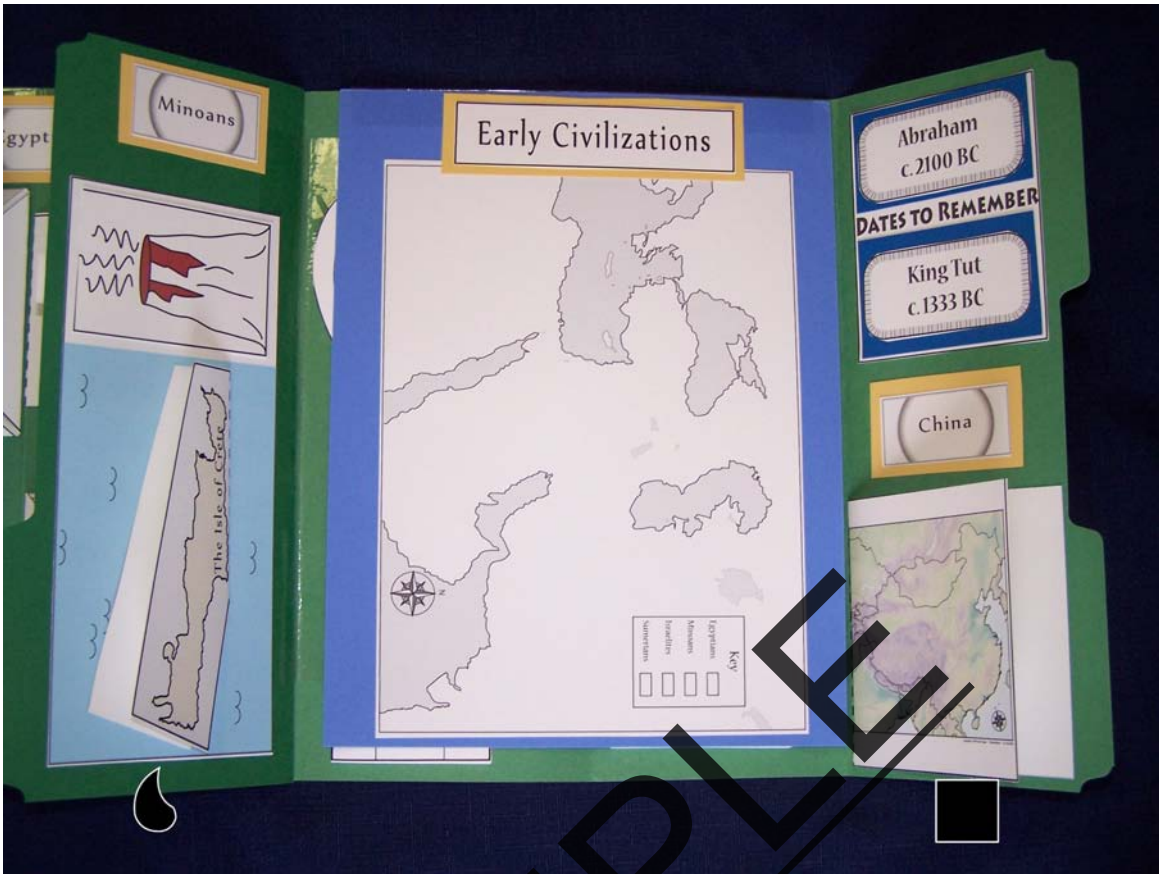 Egypt
Minoans
The Isle of Crete
Early Civilizations
N
Key
Egyptians
Minoans
Israelites
Sumerians
Abraham
c. 2100 BC
DATES TO REMEMBER
King Tut
c. 1333 BC
China